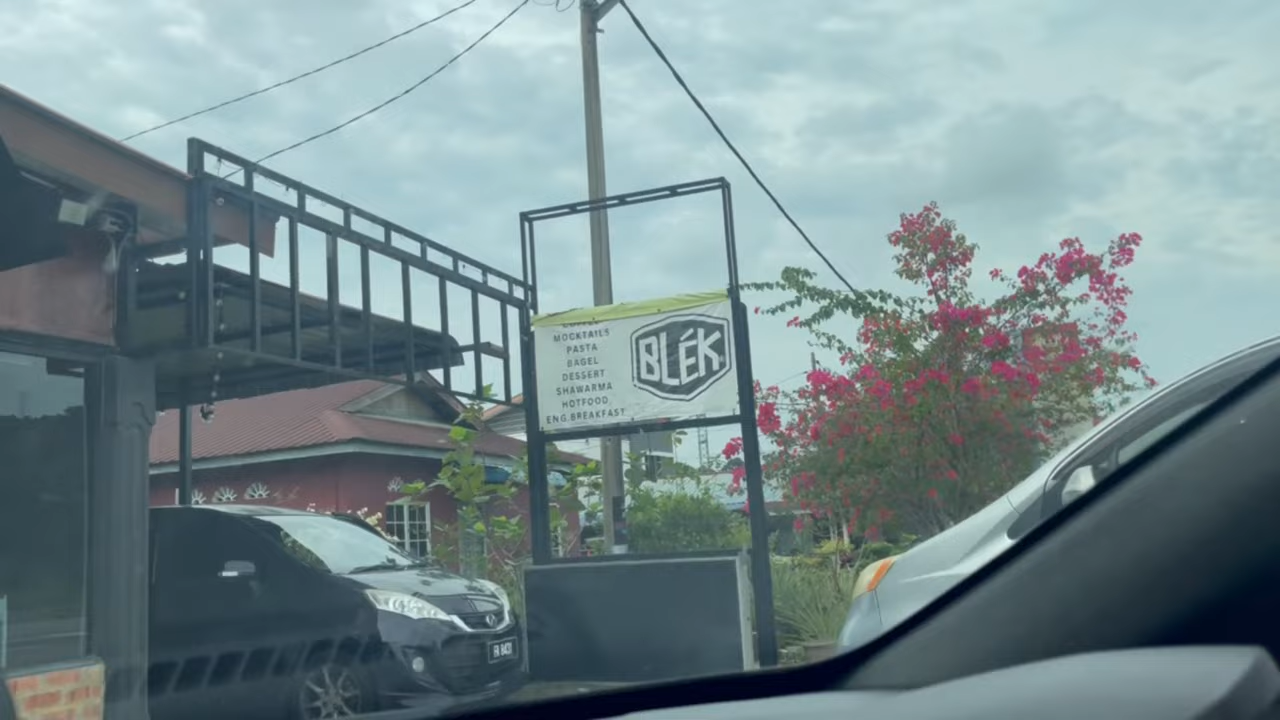 MOCKTAILS
PASTA
BAGEL
DESSERT
SHAWARMA
HOTFOOD,
ENG.BREAKFAST
BLÉK